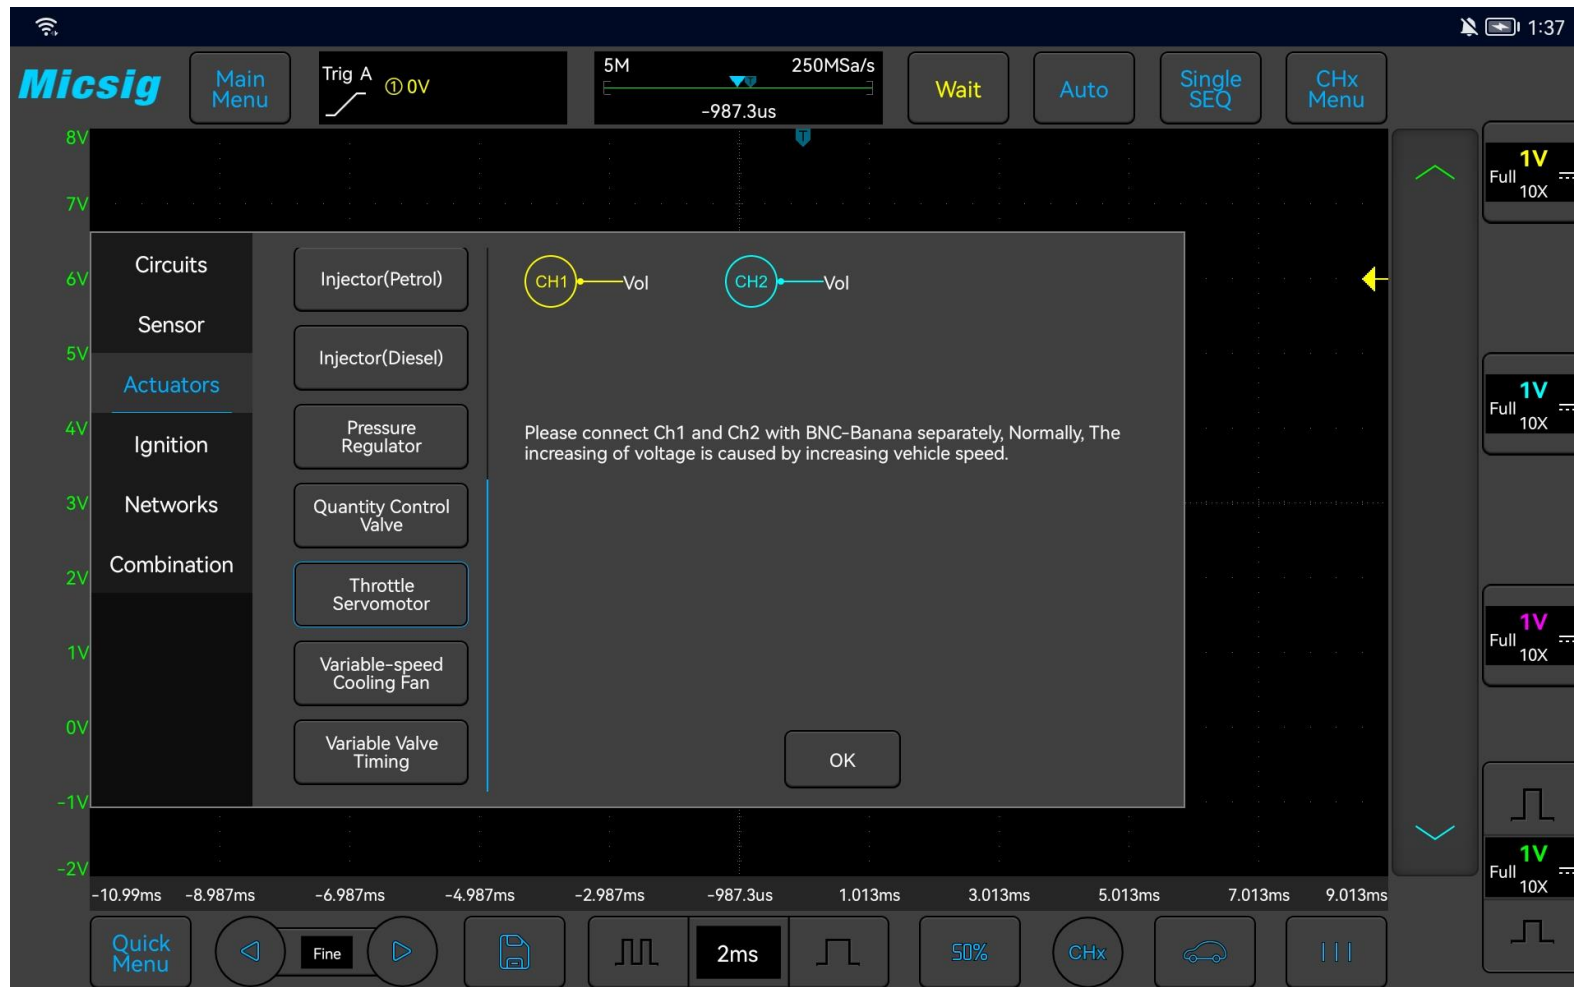 1:37
Micsig
Main
Menu
Trig A
① 0V
5M
250MSa/s
-987.3us
Wait
Auto
Single
SEQ
CHx
Menu
8V
7V
6V
5V
4V
3V
2V
1V
0V
-1V
-2V
T
Circuits
Sensor
Actuators
Ignition
Networks
Combination
Injector(Petrol)
Injector(Diesel)
Pressure
Regulator
Quantity Control
Valve
Throttle
Servomotor
Variable-speed
Cooling Fan
Variable Valve
Timing
CH1
Vol
CH2
Vol
Please connect Ch1 and Ch2 with BNC-Banana separately, Normally, The
increasing of voltage is caused by increasing vehicle speed.
OK
1V
Full
10X
1V
Full
10X
1V
Full
10X
1V
Full
10X
-10.99ms -8.987ms -6.987ms -4.987ms -2.987ms -987.3us 1.013ms 3.013ms 5.013ms 7.013ms 9.013ms
Quick
Menu
Fine
2ms
50%
CHx